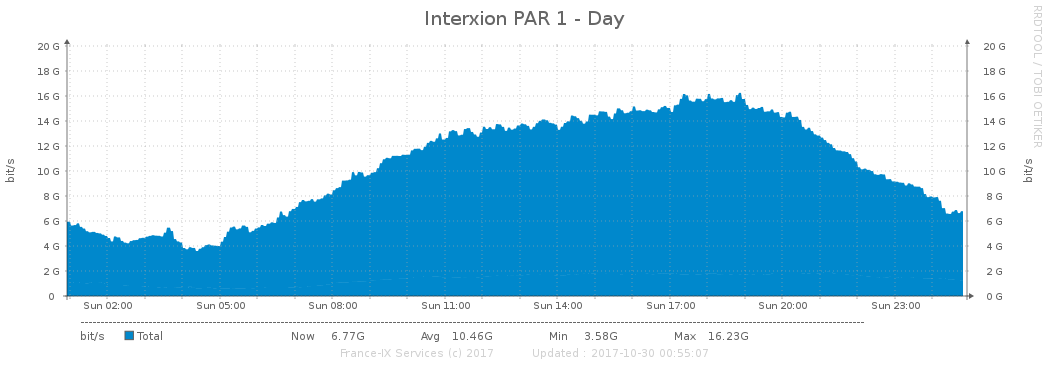 Interxion PAR 1 - Day
RRDTOOL / TOBI OETIKER
20 G 20 G
18 G 18 G
16 G 16 G
14 G 14 G
12 G 12 G
10 G 10 G
8 G 8 G
6 G 6 G
4 G 4 G
2 G 2 G
0 0 G
bit/s bit/s
Sun 02:00 Sun 05:00 Sun 08:00 Sun 11:00 Sun 14:00 Sun 17:00 Sun 20:00 Sun 23:00
bit/s Total Now 6.77G Avg 10.46G Min 3.58G Max 16.23G
France-IX Services (c) 2017 Updated : 2017-10-30 00:55:07